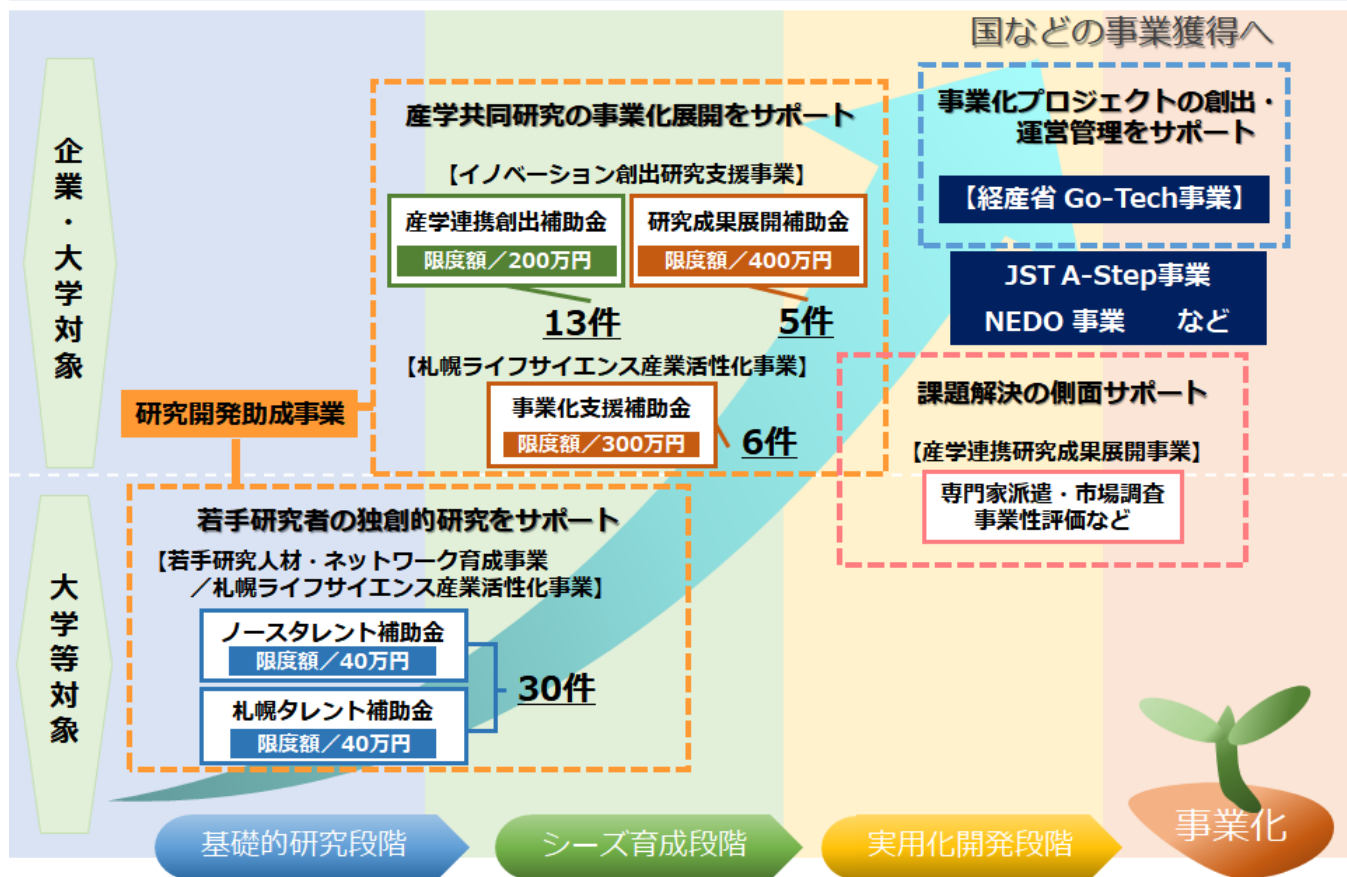 国などの事業獲得へ
企業・大学対象
産学共同研究の事業化展開をサポート
【イノベーション創出研究支援事業】
産学連携創出補助金
限度額／200万円
13件
研究成果展開補助金
限度額／400万円
5件
【札幌ライフサイエンス産業活性化事業】
事業化支援補助金
限度額／300万円
6件
事業化プロジェクトの創出・
運営管理をサポート
【経産省 Go-Tech事業】
JST A-Step事業
NEDO 事業　など
課題解決の側面サポート
【産学連携研究成果展開事業】
専門家派遣・市場調査
事業性評価など
研究開発助成事業
大学等対象
若手研究者の独創的研究をサポート
【若手研究人材・ネットワーク育成事業
／札幌ライフサイエンス産業活性化事業】
ノースタレント補助金
限度額／40万円
札幌タレント補助金
限度額／40万円
30件
基礎的研究段階
シーズ育成段階
実用化開発段階
事業化